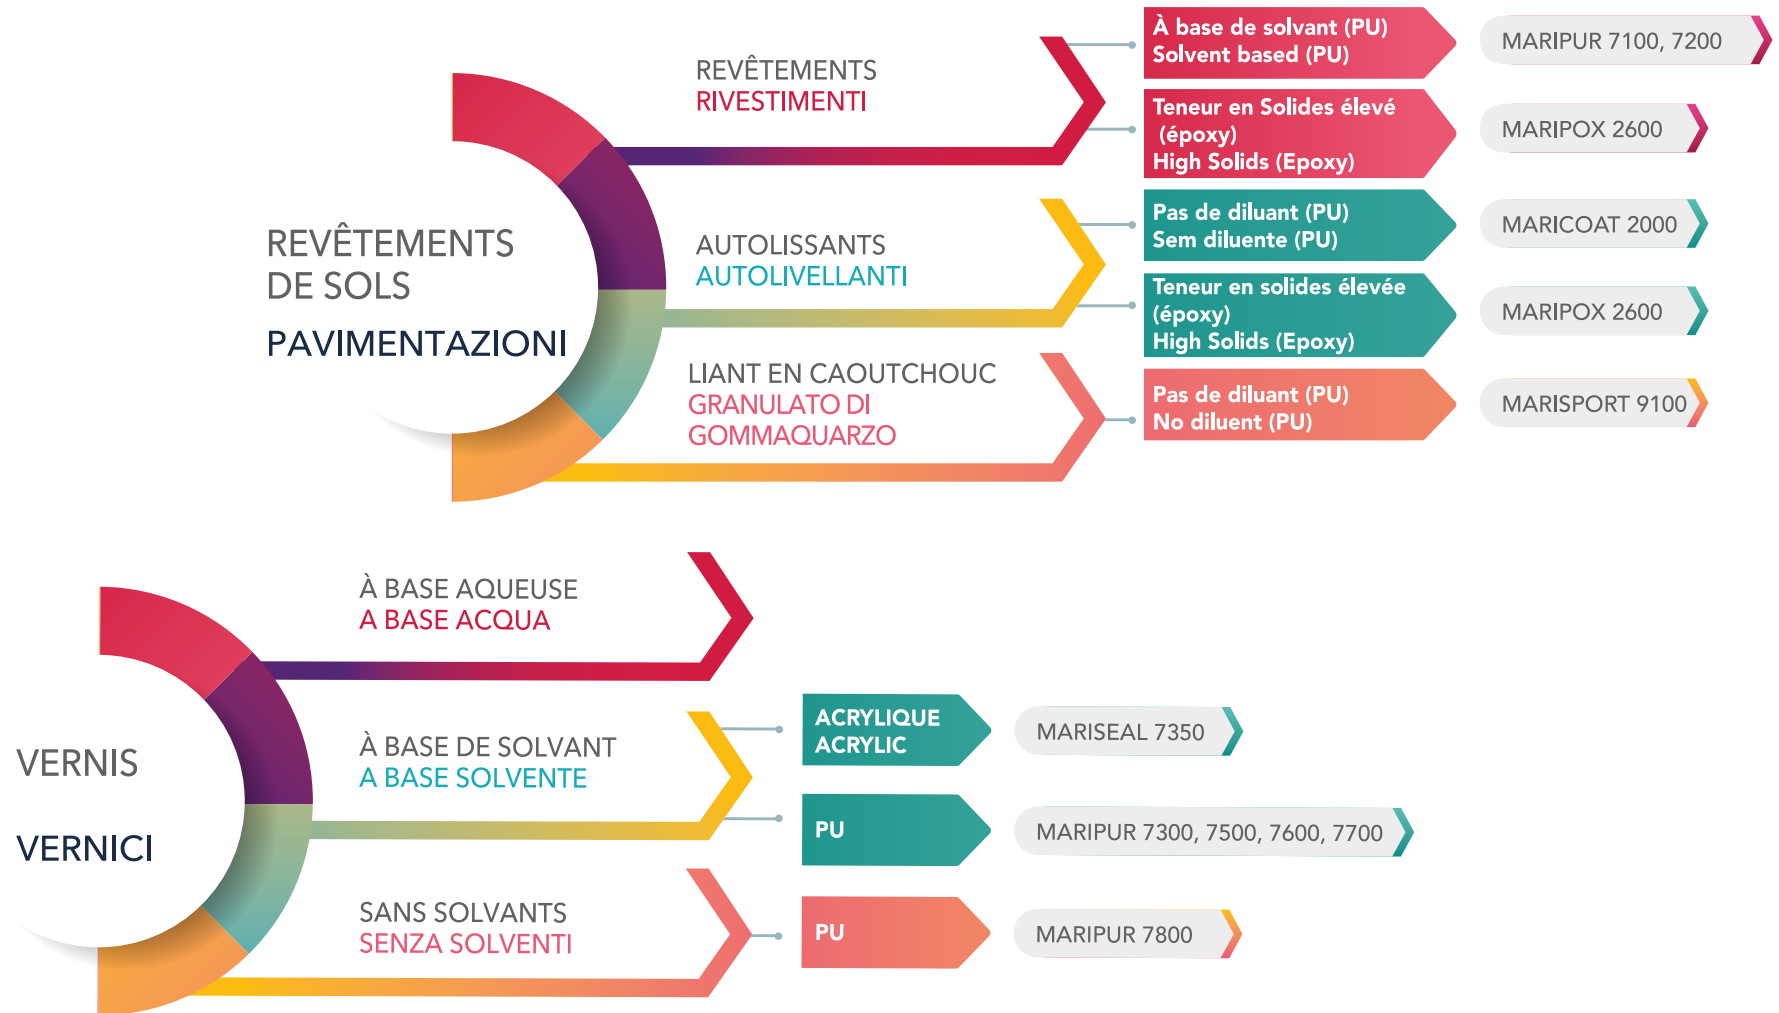 REVÊTEMENTS
DE SOLS
PAVIMENTAZIONI
REVÊTEMENTS
RIVESTIMENTI
À base de solvant (PU)
Solvent based (PU)
MARIPUR 7100, 7200
Teneur en Solides élevé
(époxy)
High Solids (Epoxy)
MARIPOX 2600
AUTOLISSANTS
AUTOLIVELLANTI
Pas de diluant (PU)
Sem diluente (PU)
MARICOAT 2000
Teneur en solides élevée
(époxy)
High Solids (Epoxy)
MARIPOX 2600
LIANT EN CAOUTCHOUC
GRANULATO DI
GOMMAQUARZO
Pas de diluant (PU)
No diluent (PU)
MARISPORT 9100
VERNIS
VERNICI
À BASE AQUEUSE
A BASE ACQUA
À BASE DE SOLVANT
A BASE SOLVENTE
ACRYLIQUE
ACRYLIC
MARISEAL 7350
PU
MARIPUR 7300, 7500, 7600, 7700
SANS SOLVANTS
SENZA SOLVENTI
PU
MARIPUR 7800